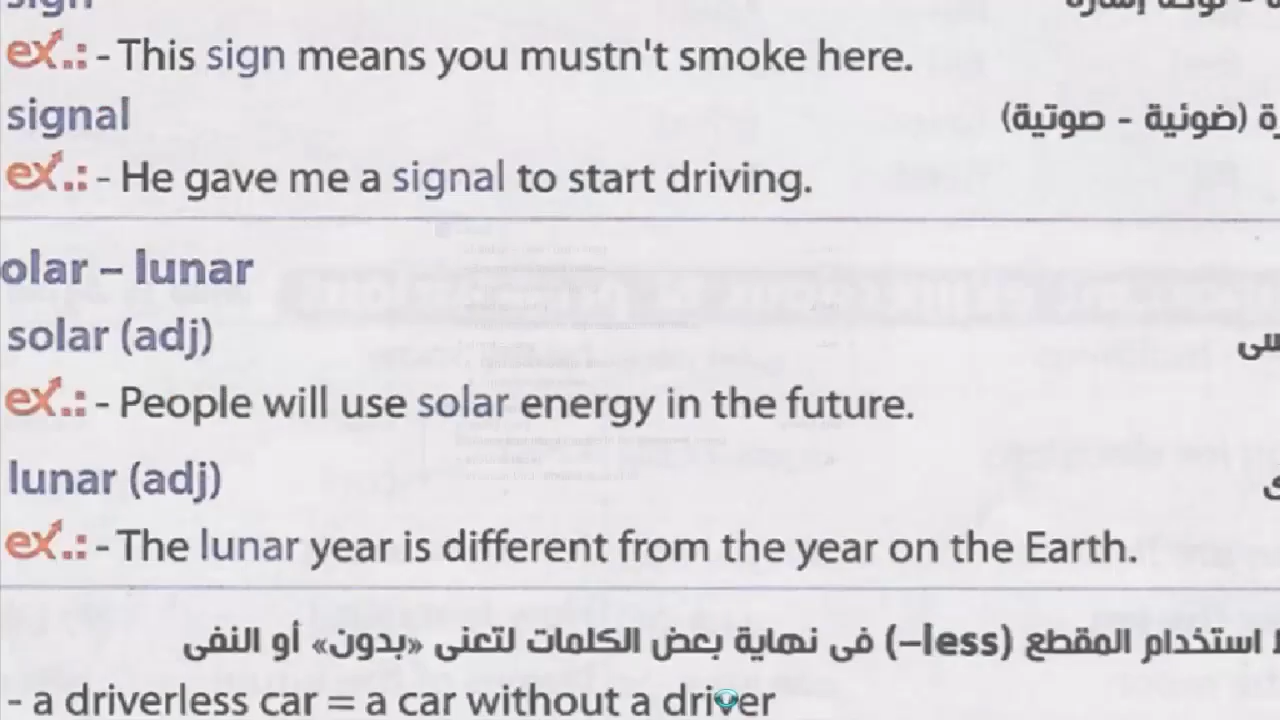 sign توضع إشارة
ex.: - This sign means you mustn't smoke here.
signal (ضوئية - صوتية)
ex.: - He gave me a signal to start driving.
olar – lunar
solar (adj)
ex.: - People will use solar energy in the future.
lunar (adj)
ex.: - The lunar year is different from the year on the Earth.
استخدام المقطع (less–) فى نهاية بعض الكلمات لتعنى «بدون» أو النفى
- a driverless car = a car without a driver